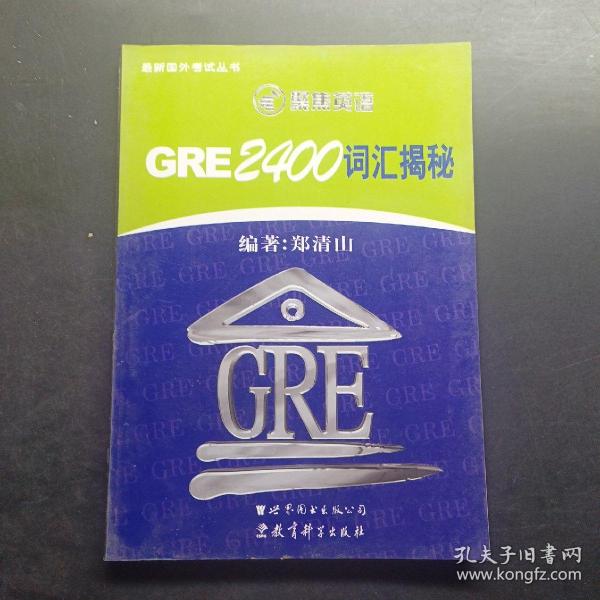 最新国外考试丛书
聚焦英语
GRE2400词汇揭秘
编著:郑清山
GRE
世界图书出版公司
教育科学出版社
孔夫子旧书网
www.kongfz.com